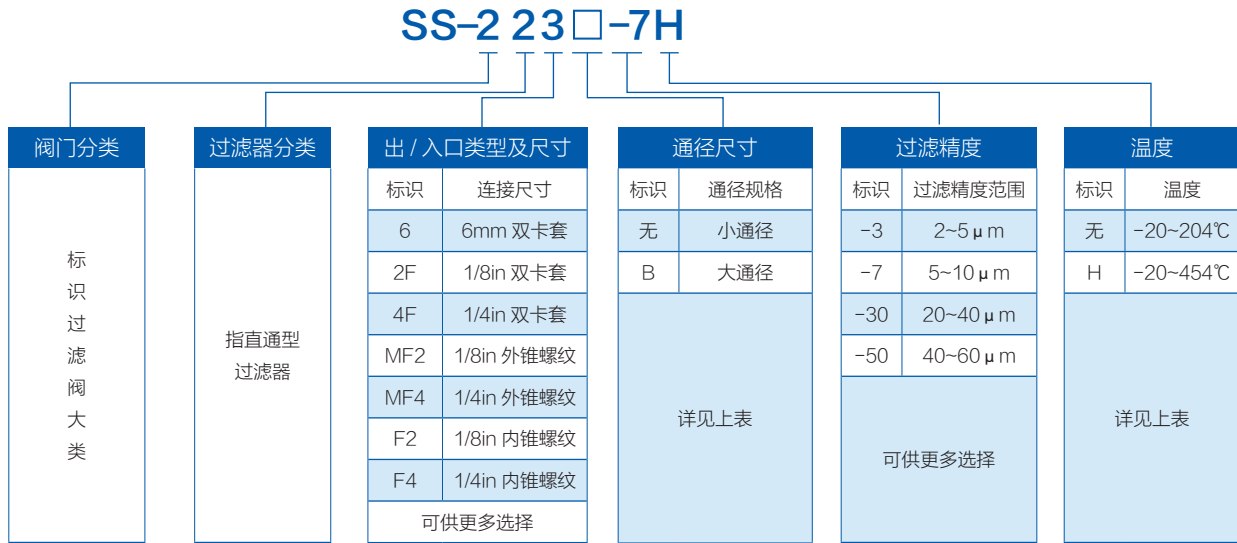 SS-2 2 3 □ -7H
阀门分类
标
识
过
滤
阀
大
类
过滤器分类
指直通型
过滤器
出 / 入口类型及尺寸
标识 连接尺寸
6 6mm 双卡套
2F 1/8in 双卡套
4F 1/4in 双卡套
MF2 1/8in 外锥螺纹
MF4 1/4in 外锥螺纹
F2 1/8in 内锥螺纹
F4 1/4in 内锥螺纹
可供更多选择
通径尺寸
标识 通径规格
无 小通径
B 大通径
详见上表
过滤精度
标识 过滤精度范围
-3 2~5 μ m
-7 5~10 μ m
-30 20~40 μ m
-50 40~60 μ m
可供更多选择
温度
标识 温度
无 -20~204℃
H -20~454℃
详见上表